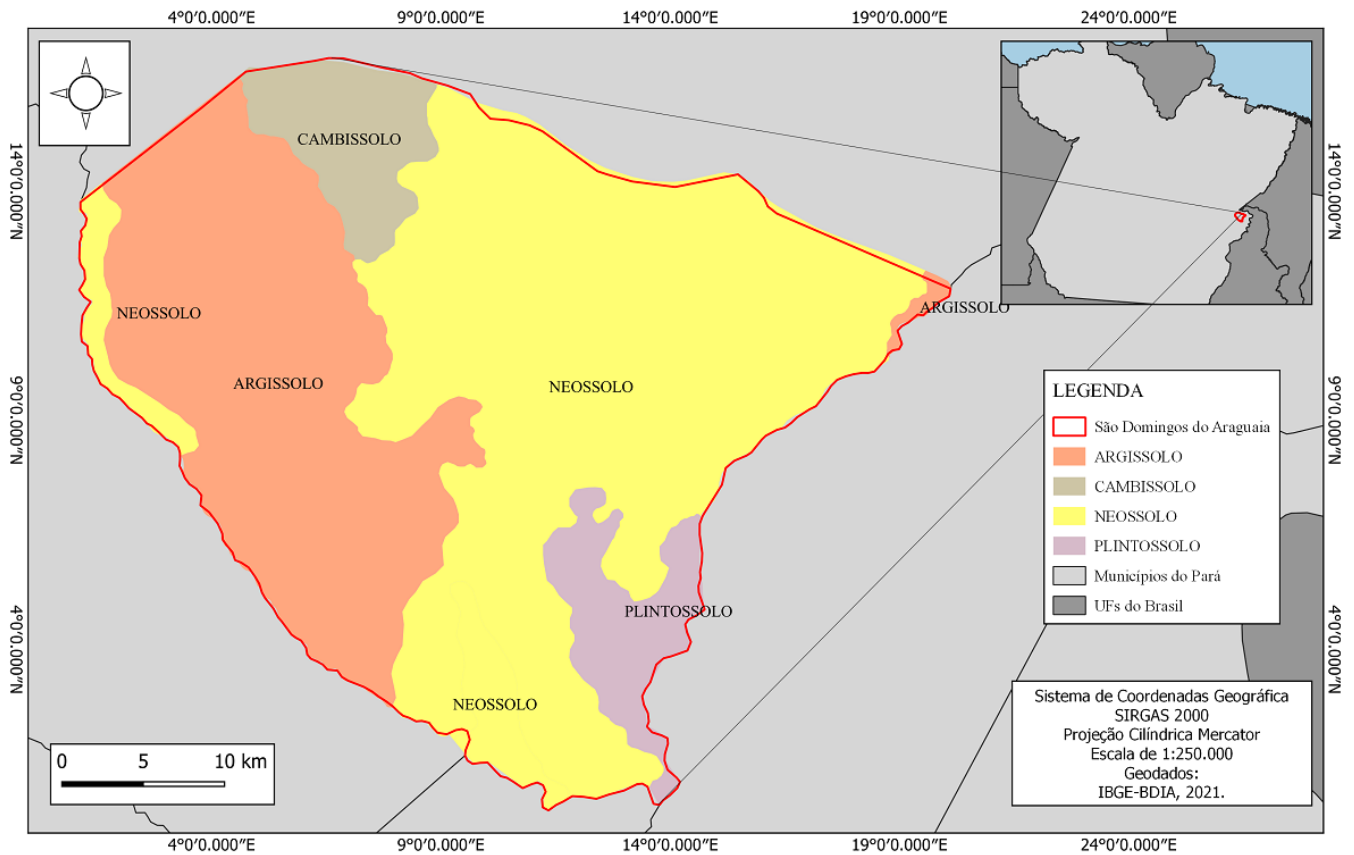 4°0'0.000"E 9°0'0.000"E 14°0'0.000"E 19°0'0.000"E 24°0'0.000"E
14°0'0.000"N
9°0'0.000"N
4°0'0.000"N
CAMBISSOLO
NEOSSOLO
ARGISSOLO
NEOSSOLO
ARGISSOLO
PLINTOSSOLO
NEOSSOLO
14°0'0.000"N
9°0'0.000"N
4°0'0.000"N
LEGENDA
São Domingos do Araguaia
ARGISSOLO
CAMBISSOLO
NEOSSOLO
PLINTOSSOLO
Municípios do Pará
UFs do Brasil
Sistema de Coordenadas Geográfica
SIRGAS 2000
Projeção Cilíndrica Mercator
Escala de 1:250.000
Geodados:
IBGE-BDIA, 2021.
0 5 10 km
4°0'0.000"E 9°0'0.000"E 14°0'0.000"E 19°0'0.000"E 24°0'0.000"E